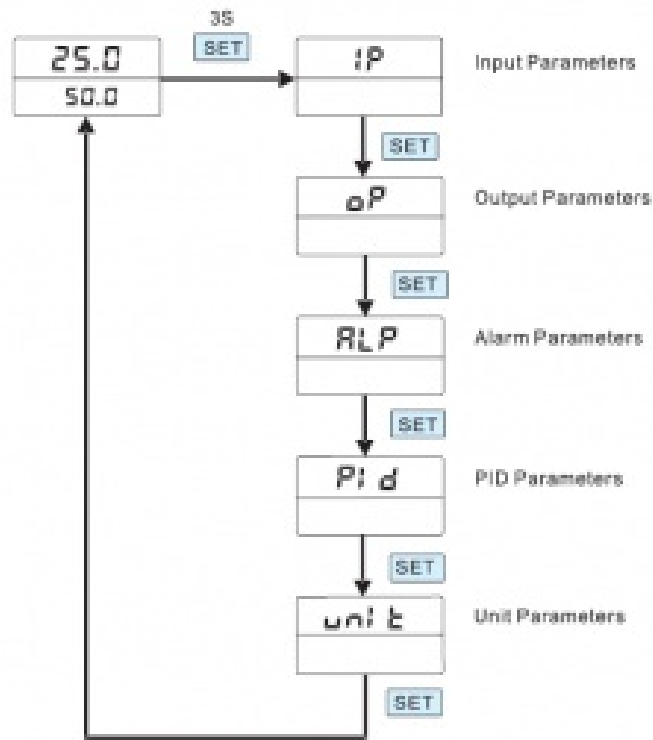 3S
SET
25.0
50.0
IP
Input Parameters
SET
oP
Output Parameters
SET
ALP
Alarm Parameters
SET
PId
PID Parameters
SET
unit
Unit Parameters
SET